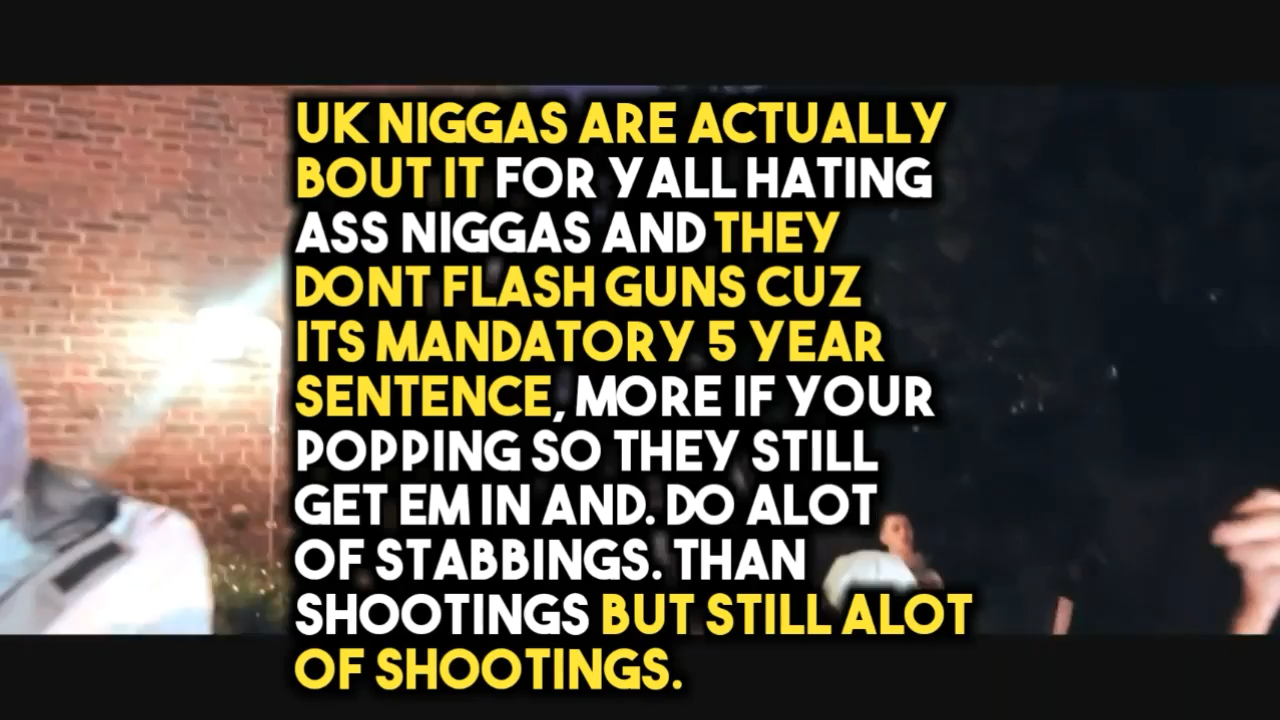 UK NIGGAS ARE ACTUALLY
BOUT IT FOR YALL HATING
ASS NIGGAS AND THEY
DONT FLASH GUNS CUZ
ITS MANDATORY 5 YEAR
SENTENCE, MORE IF YOUR
POPPING SO THEY STILL
GET EM IN AND. DO ALOT
OF STABBINGS. THAN
SHOOTINGS BUT STILL ALOT
OF SHOOTINGS.